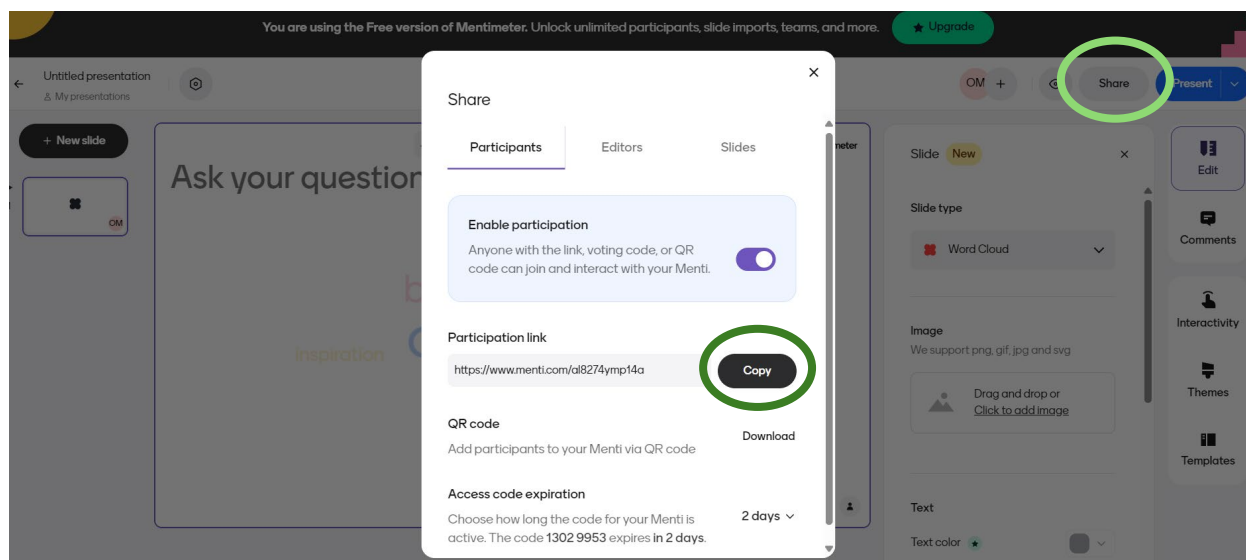 You are using the Free version of Mentimeter. Unlock unlimited participants, slide imports, teams, and more.
Upgrade
Untitled presentation
My presentations
OM +
Share
Present
+ New slide
OM
Ask your question
Inspiration
Share
Participants Editors Slides
Enable participation
Anyone with the link, voting code, or QR
code can join and interact with your Menti.
Participation link
https://www.menti.com/al8274ymp14a
Copy
QR code
Add participants to your Menti via QR code
Download
Access code expiration
Choose how long the code for your Menti is
active. The code 1302 9953 expires in 2 days.
2 days
meter
Slide New
Slide type
Word Cloud
Image
We support png, gif, jpg and svg
Drag and drop or
Click to add image
Text
Text color
Edit
Comments
Interactivity
Themes
Templates